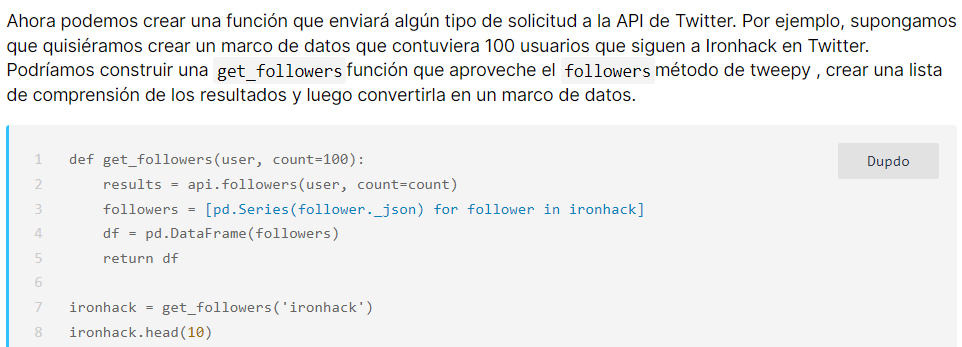 Ahora podemos crear una función que enviará algún tipo de solicitud a la API de Twitter. Por ejemplo, supongamos
que quisiéramos crear un marco de datos que contuviera 100 usuarios que siguen a Ironhack en Twitter.
Podríamos construir una get_followers función que aproveche el followers método de tweepy , crear una lista
de comprensión de los resultados y luego convertirla en un marco de datos.
1 def get_followers(user, count=100):
Dupdo
2     results = api.followers(user, count=count)
3     followers = [pd.Series(follower._json) for follower in ironhack]
4     df = pd.DataFrame(followers)
5     return df
6
7 ironhack = get_followers('ironhack')
8 ironhack.head(10)